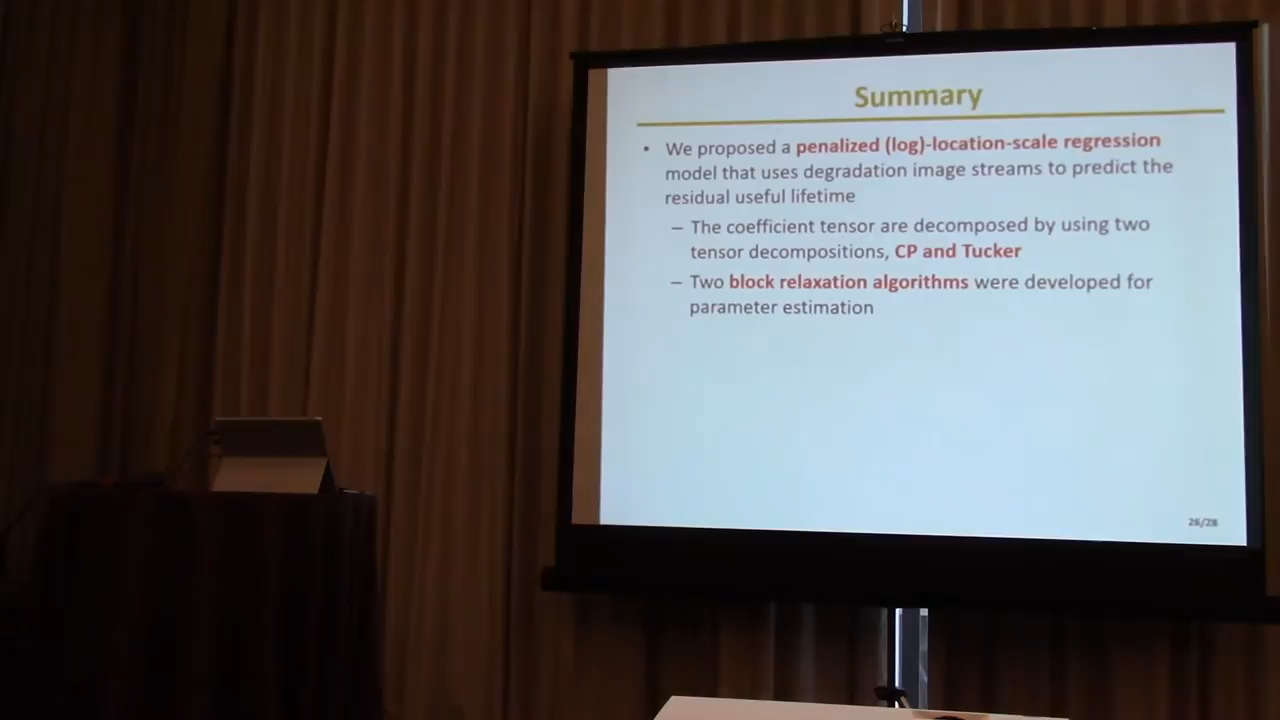 Summary
• We proposed a penalized (log)-location-scale regression
model that uses degradation image streams to predict the
residual useful lifetime
– The coefficient tensor are decomposed by using two
tensor decompositions, CP and Tucker
– Two block relaxation algorithms were developed for
parameter estimation
26/28